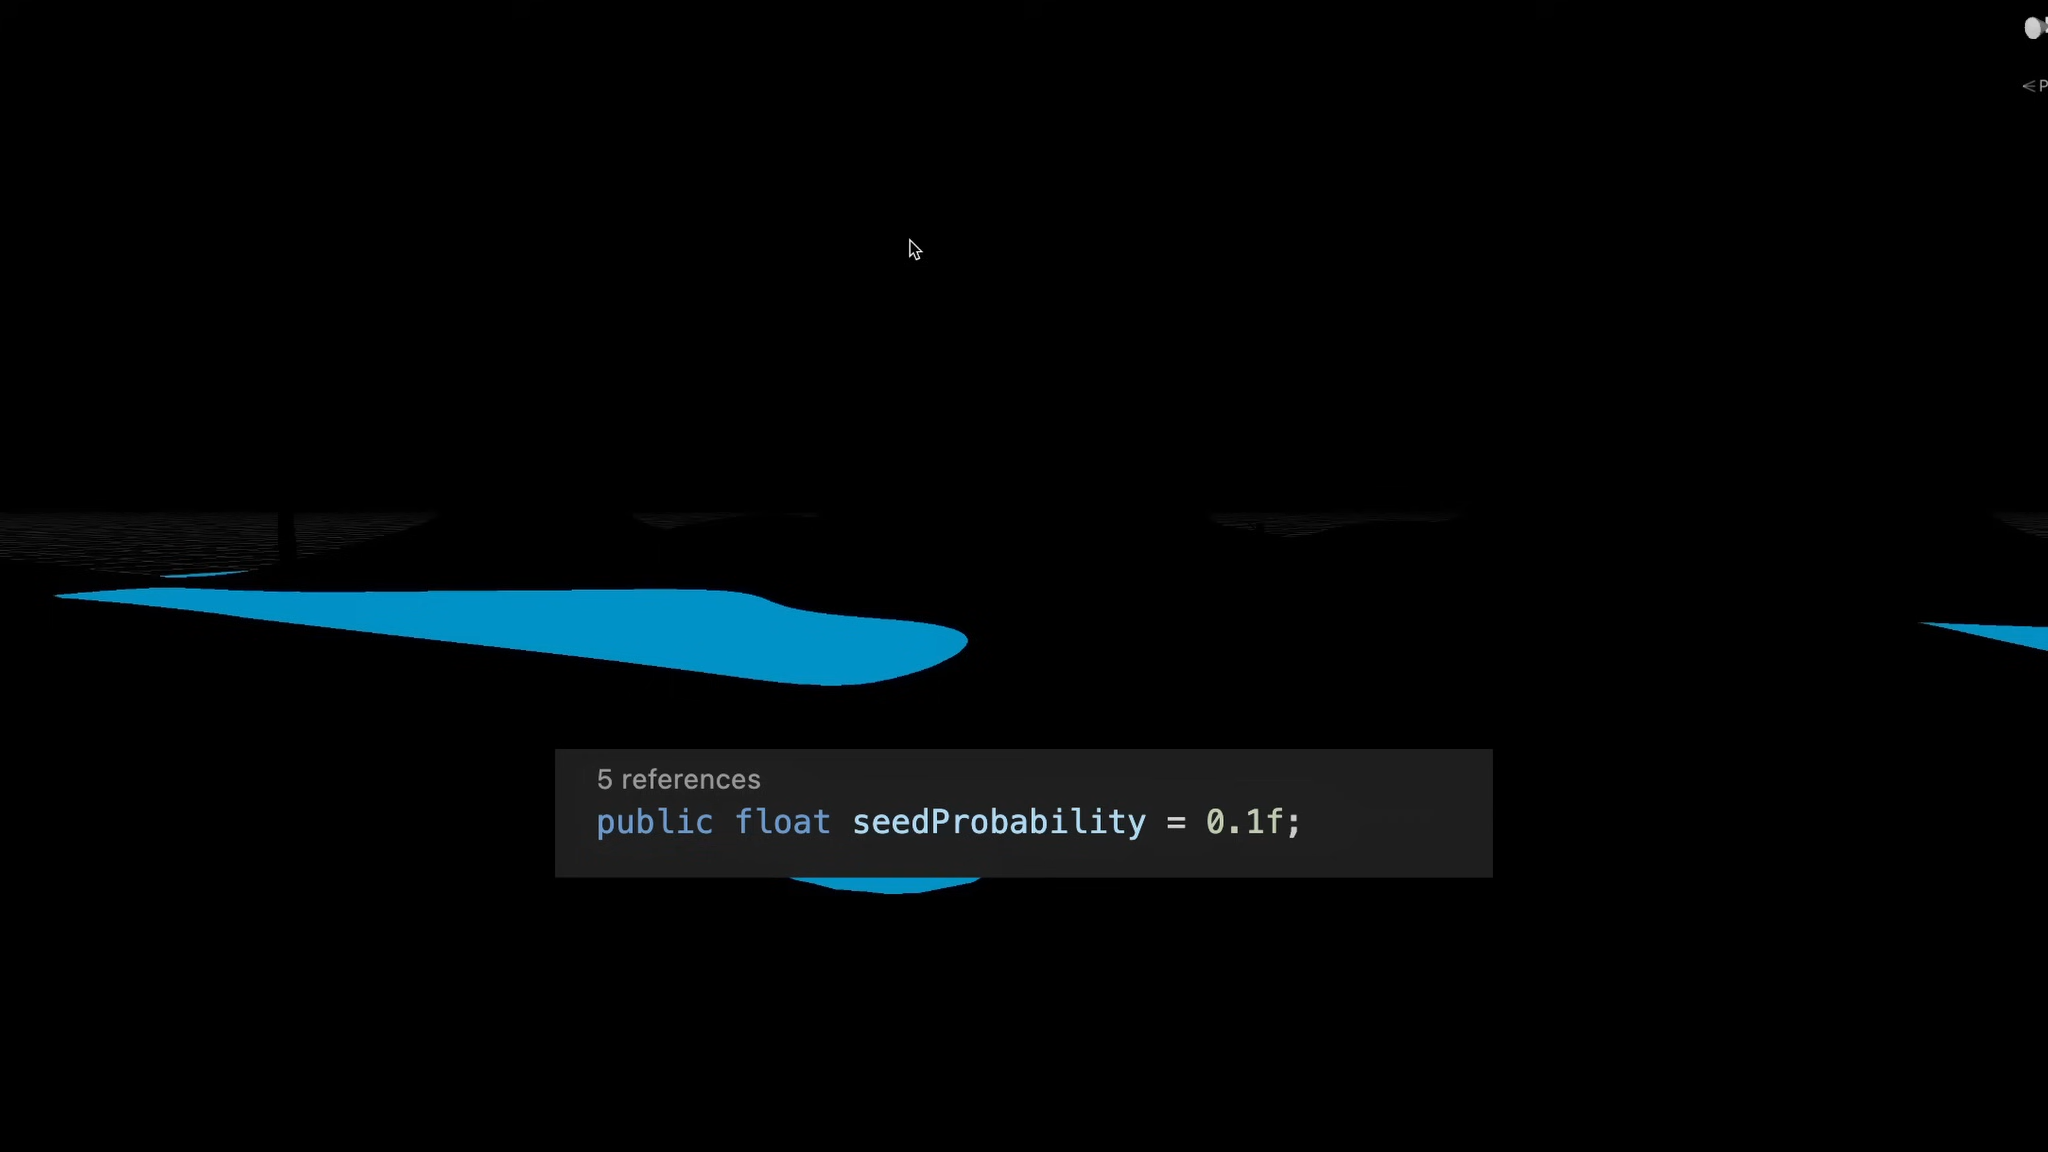 < P
5 references
public float seedProbability = 0.1f;